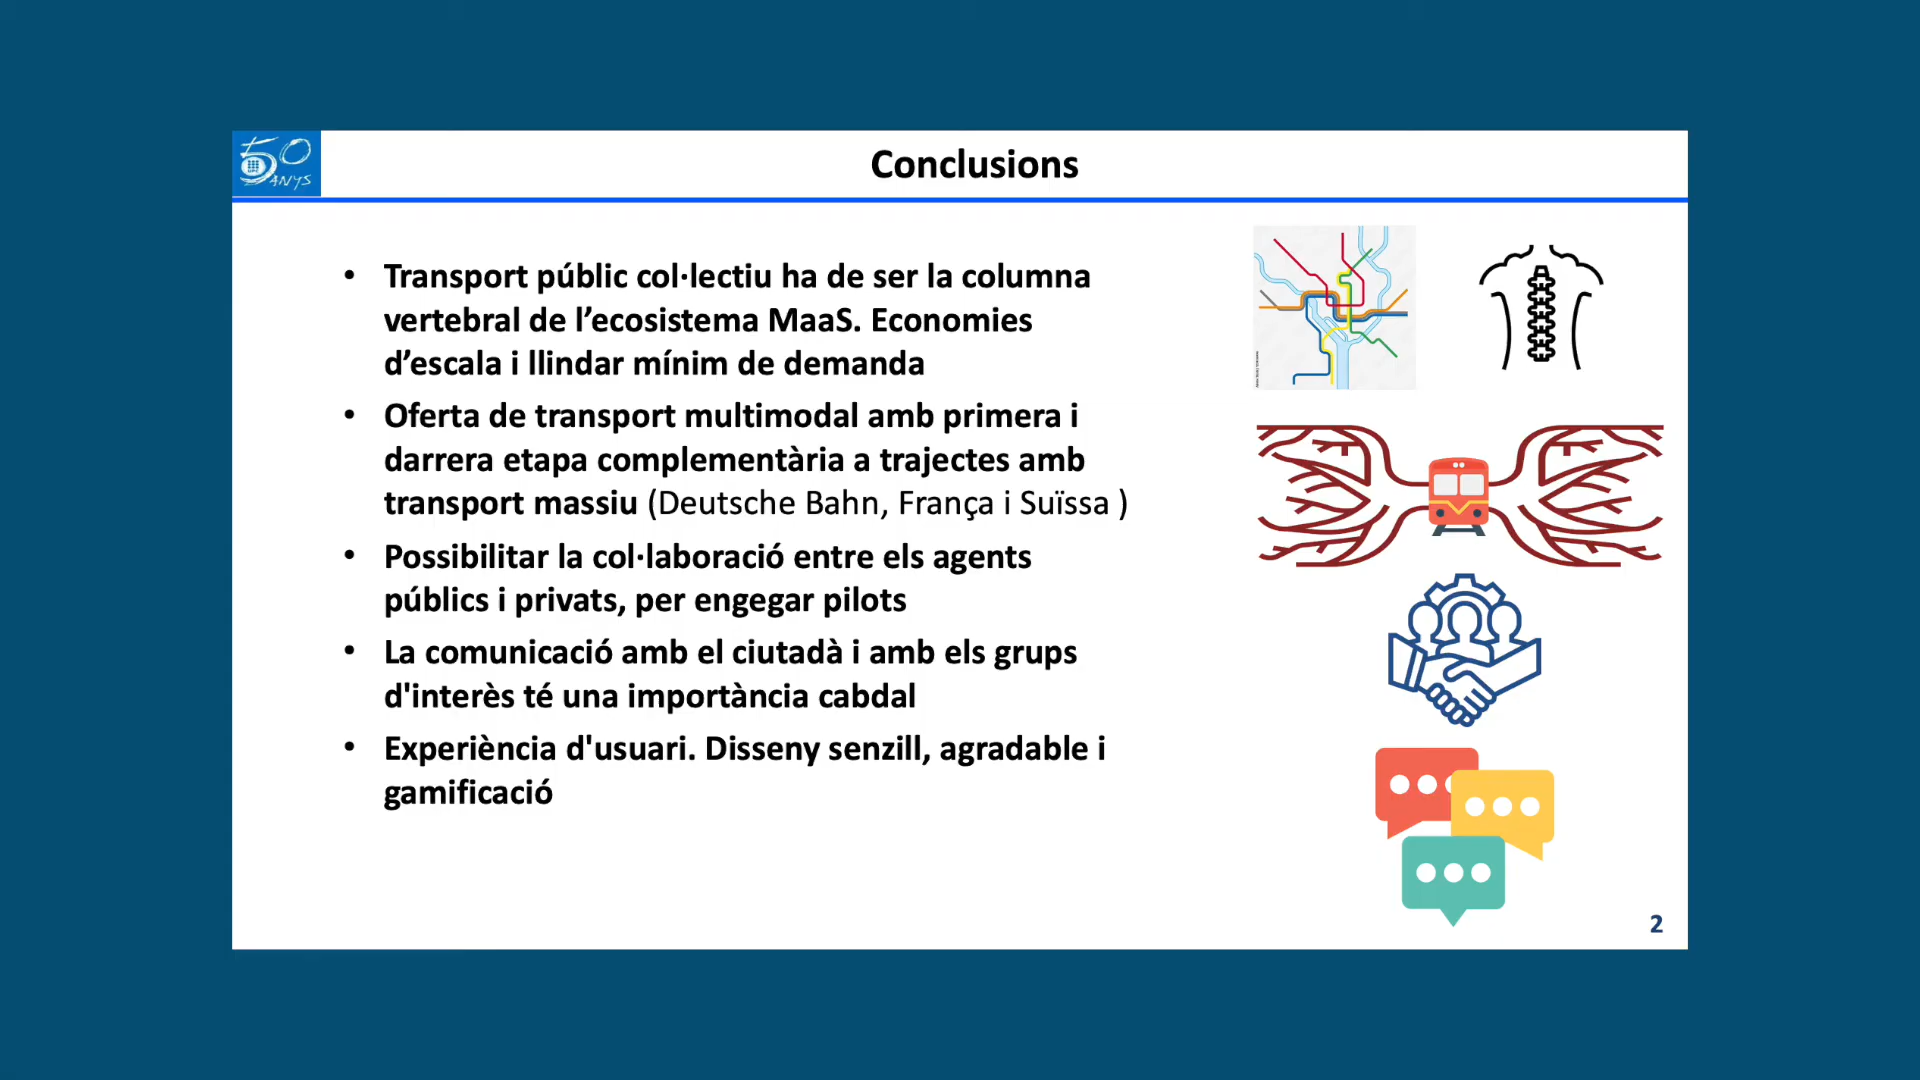 50
ANYS
Conclusions
• Transport públic col·lectiu ha de ser la columna
vertebral de l’ecosistema MaaS. Economies
d’escala i llindar mínim de demanda
• Oferta de transport multimodal amb primera i
darrera etapa complementària a trajectes amb
transport massiu (Deutsche Bahn, França i Suïssa )
• Possibilitar la col·laboració entre els agents
públics i privats, per engegar pilots
• La comunicació amb el ciutadà i amb els grups
d'interès té una importància cabdal
• Experiència d'usuari. Disseny senzill, agradable i
gamificació
2